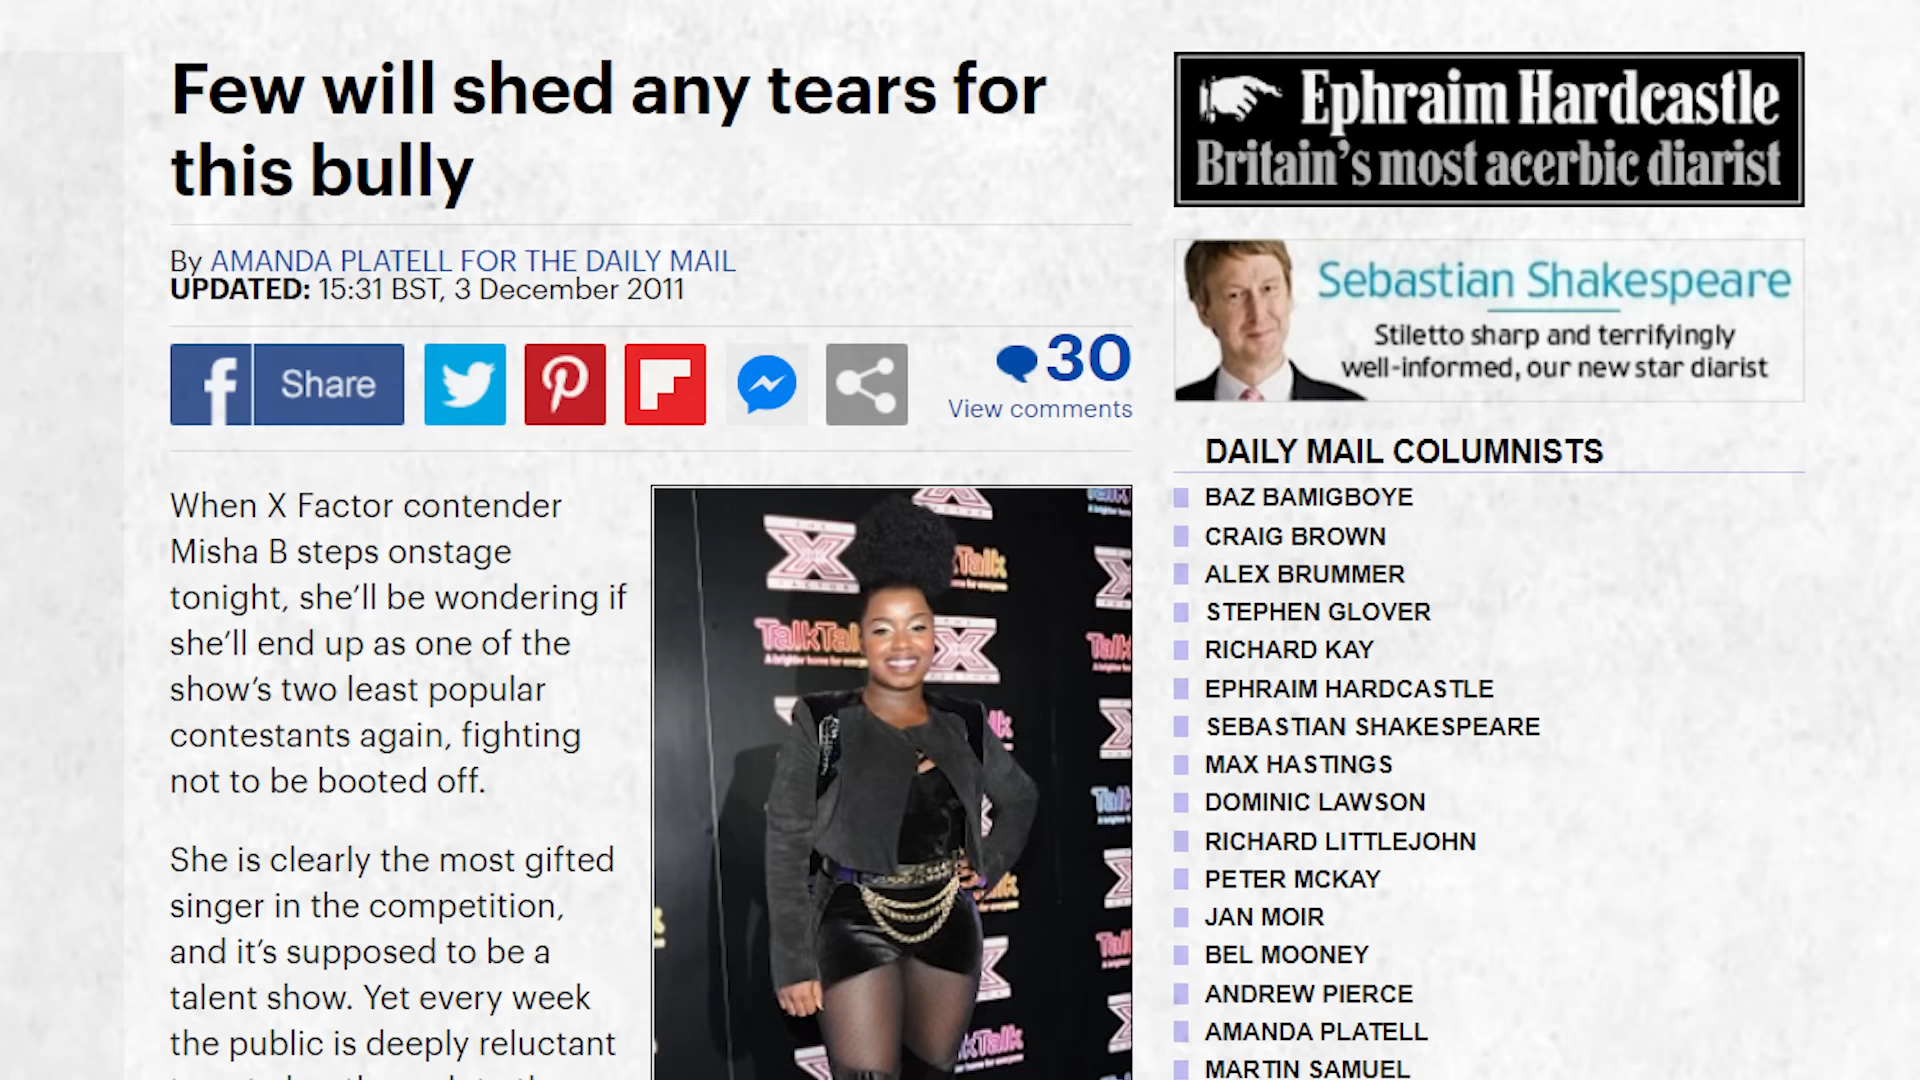 Few will shed any tears for
this bully
By AMANDA PLATELL FOR THE DAILY MAIL
UPDATED: 15:31 BST, 3 December 2011
Share
30
View comments
When X Factor contender
Misha B steps onstage
tonight, she’ll be wondering if
she’ll end up as one of the
show’s two least popular
contestants again, fighting
not to be booted off.
She is clearly the most gifted
singer in the competition,
and it’s supposed to be a
talent show. Yet every week
the public is deeply reluctant
THE
X
FACTOR
TalkTalk
Ephraim Hardcastle
Britain’s most acerbic diarist
Sebastian Shakespeare
Stiletto sharp and terrifyingly
well-informed, our new star diarist
DAILY MAIL COLUMNISTS
BAZ BAMIGBOYE
CRAIG BROWN
ALEX BRUMMER
STEPHEN GLOVER
RICHARD KAY
EPHRAIM HARDCASTLE
SEBASTIAN SHAKESPEARE
MAX HASTINGS
DOMINIC LAWSON
RICHARD LITTLEJOHN
PETER MCKAY
JAN MOIR
BEL MOONEY
ANDREW PIERCE
AMANDA PLATELL
MARTIN SAMUEL